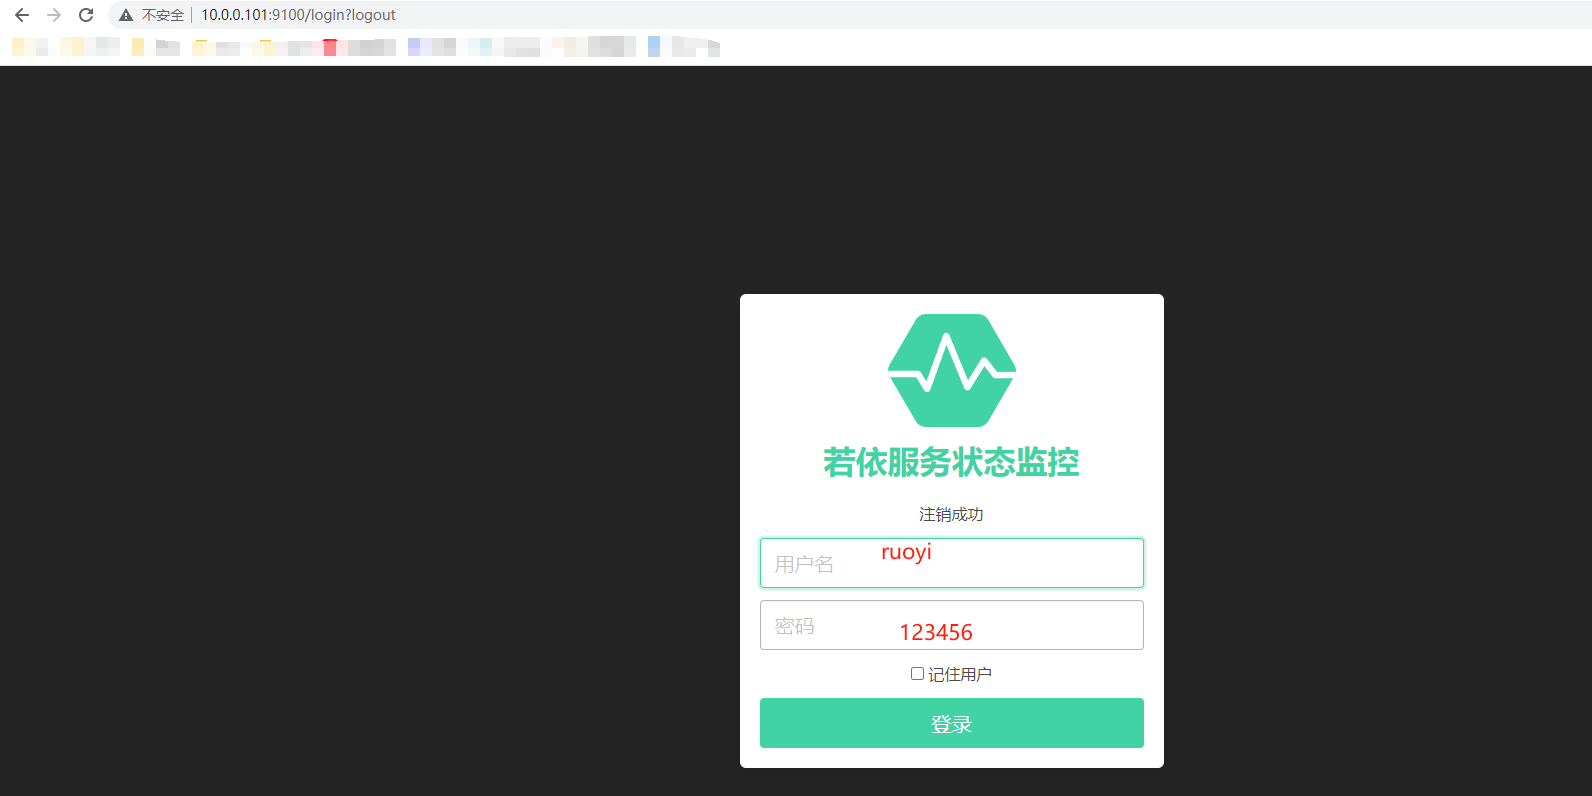 不安全 10.0.0.101:9100/login?logout
若依服务状态监控
注销成功
用户名 ruoyi
密码 123456
记住用户
登录